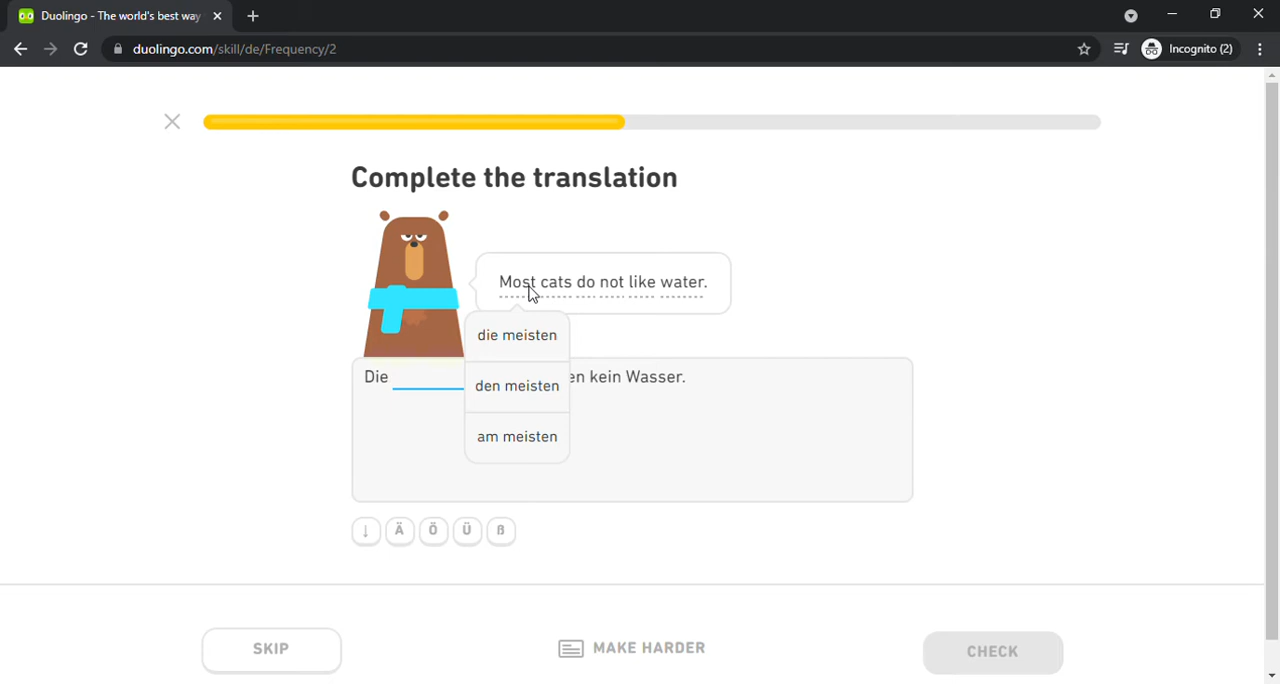 Duolingo - The world's best way
duolingo.com/skill/de/Frequency/2
Incognito (2)
Complete the translation
Most cats do not like water.
die meisten
den meisten
am meisten
Die en kein Wasser.
↓ Ä Ö Ü ß
SKIP
MAKE HARDER
CHECK